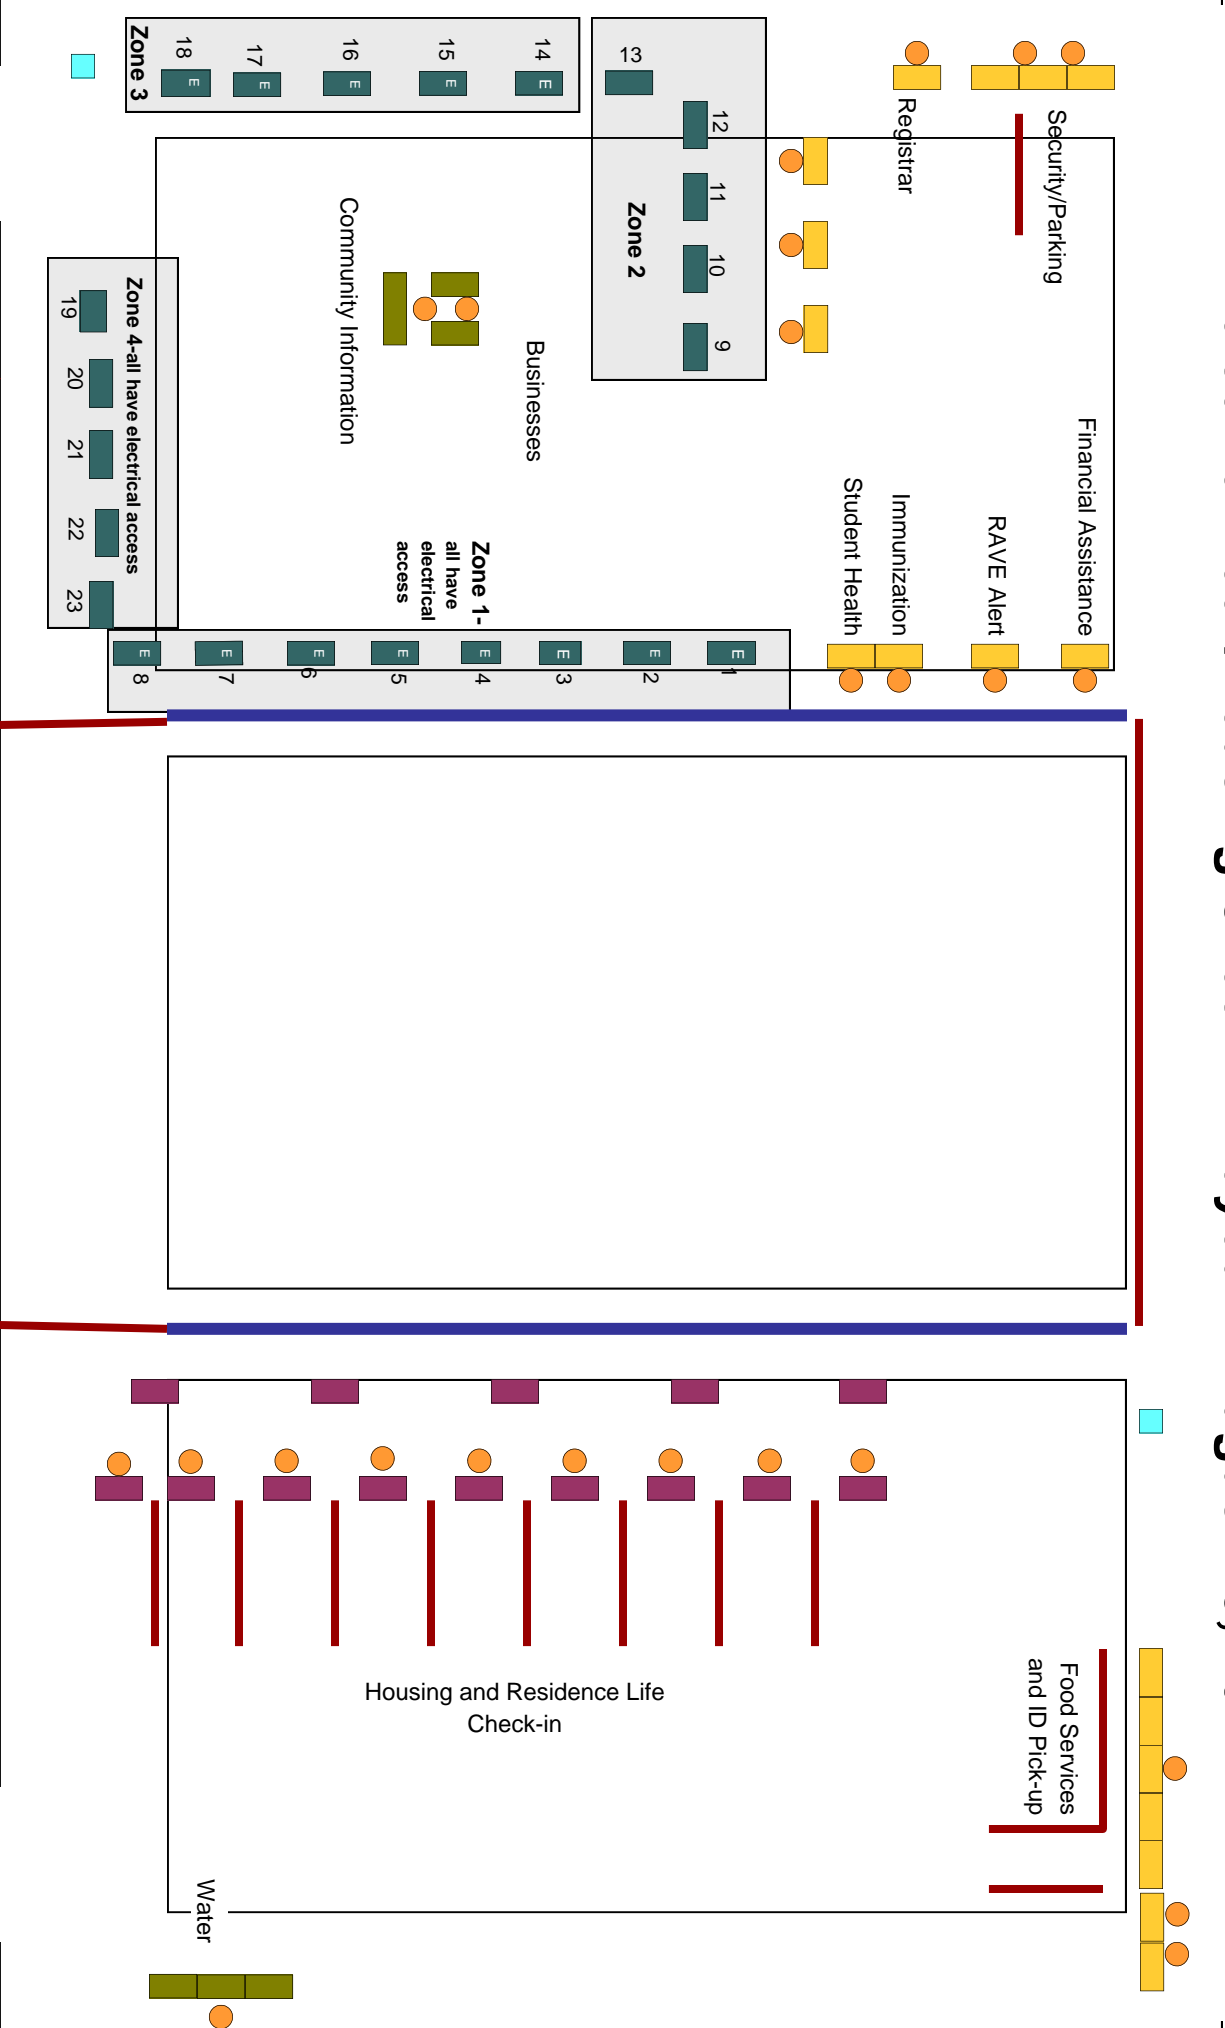 Zone 3
18
17
16
15
14
13
E
E
E
E
E
12
11
10
9
Zone 2
Registrar
Security/Parking
Community Information
Businesses
Zone 4-all have electrical access
19
20
21
22
23
Zone 1-
all have
electrical
access
Student Health
Immunization
RAVE Alert
Financial Assistance
E
E
E
E
E
E
E
E
8
7
6
5
4
3
2
1
Housing and Residence Life
Check-in
Food Services
and ID Pick-up
Water